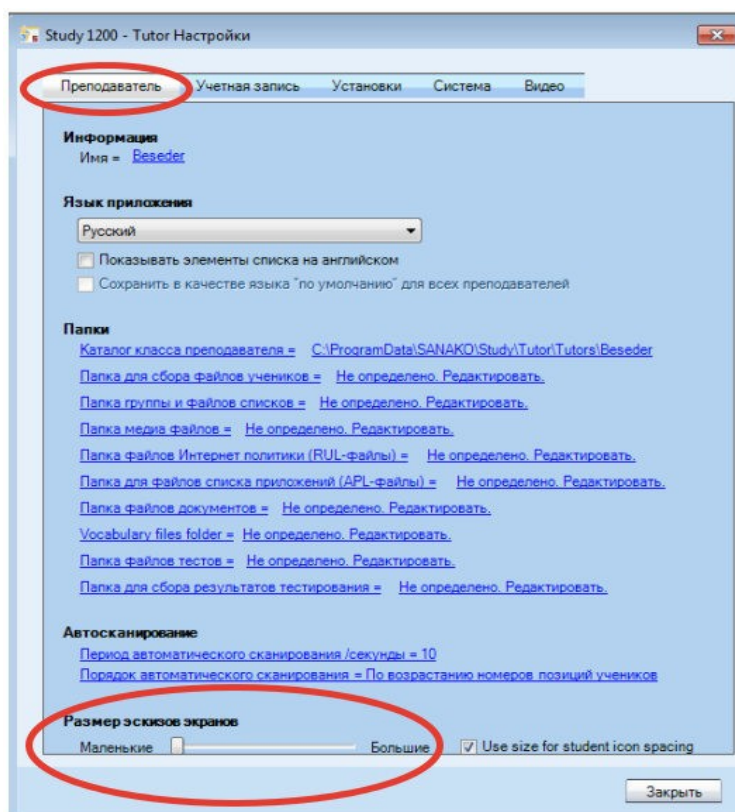 Study 1200 - Tutor Настройки
Преподаватель Учетная запись Установки Система Видео
Информация
Имя = Beseder
Язык приложения
Русский
Показывать элементы списка на английском
Сохранить в качестве языка "по умолчанию" для всех преподавателей
Папки
Каталог класса преподавателя = C:\ProgramData\SANAKO\Study\Tutor\Tutors\Beseder
Папка для сбора файлов учеников = Не определено. Редактировать.
Папка группы и файлов списков = Не определено. Редактировать.
Папка медиа файлов = Не определено. Редактировать.
Папка файлов Интернет политики (RUL-файлы) = Не определено. Редактировать.
Папка для файлов списка приложений (APL-файлы) = Не определено. Редактировать.
Папка файлов документов = Не определено. Редактировать.
Vocabulary files folder = Не определено. Редактировать.
Папка файлов тестов = Не определено. Редактировать.
Папка для сбора результатов тестирования = Не определено. Редактировать.
Автосканирование
Период автоматического сканирования /секунды = 10
Порядок автоматического сканирования = По возрастанию номеров позиций учеников
Размер эскизов экранов
Маленькие Большие Use size for student icon spacing
Закрыть